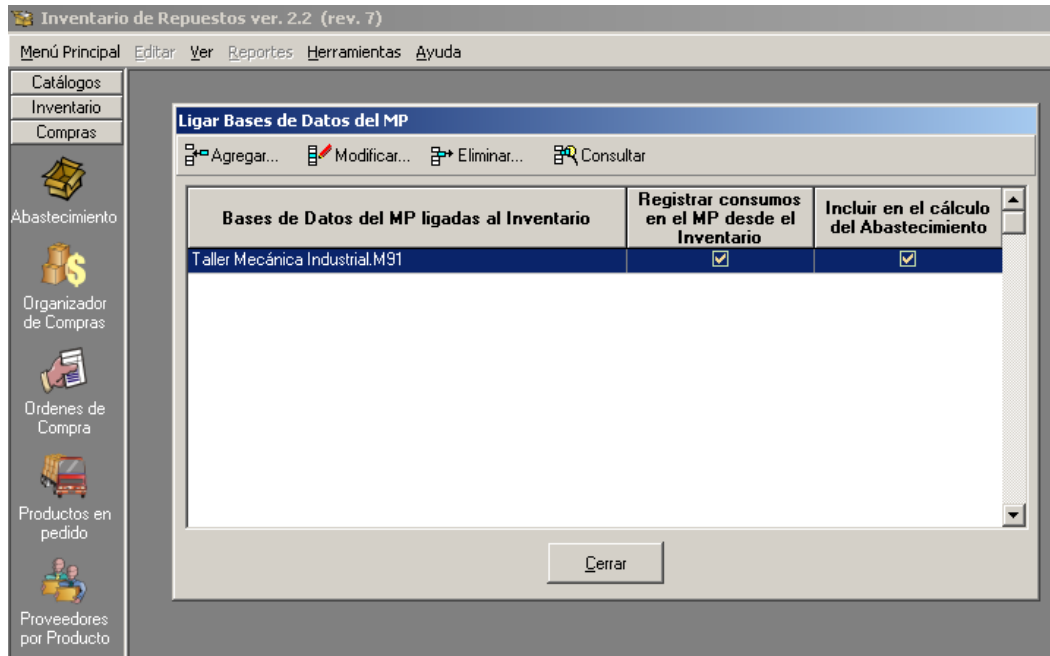 Inventario de Repuestos ver. 2.2 (rev. 7)
Menú Principal Editar Ver Reportes Herramientas Ayuda
Catálogos
Inventario
Compras
Abastecimiento
Organizador
de Compras
Ordenes de
Compra
Productos en
pedido
Proveedores
por Producto
Ligar Bases de Datos del MP
Agregar... Modificar... Eliminar... Consultar
Bases de Datos del MP ligadas al Inventario
Registrar consumos
en el MP desde el
Inventario
Incluir en el cálculo
del Abastecimiento
Taller Mecánica Industrial.M91
Cerrar